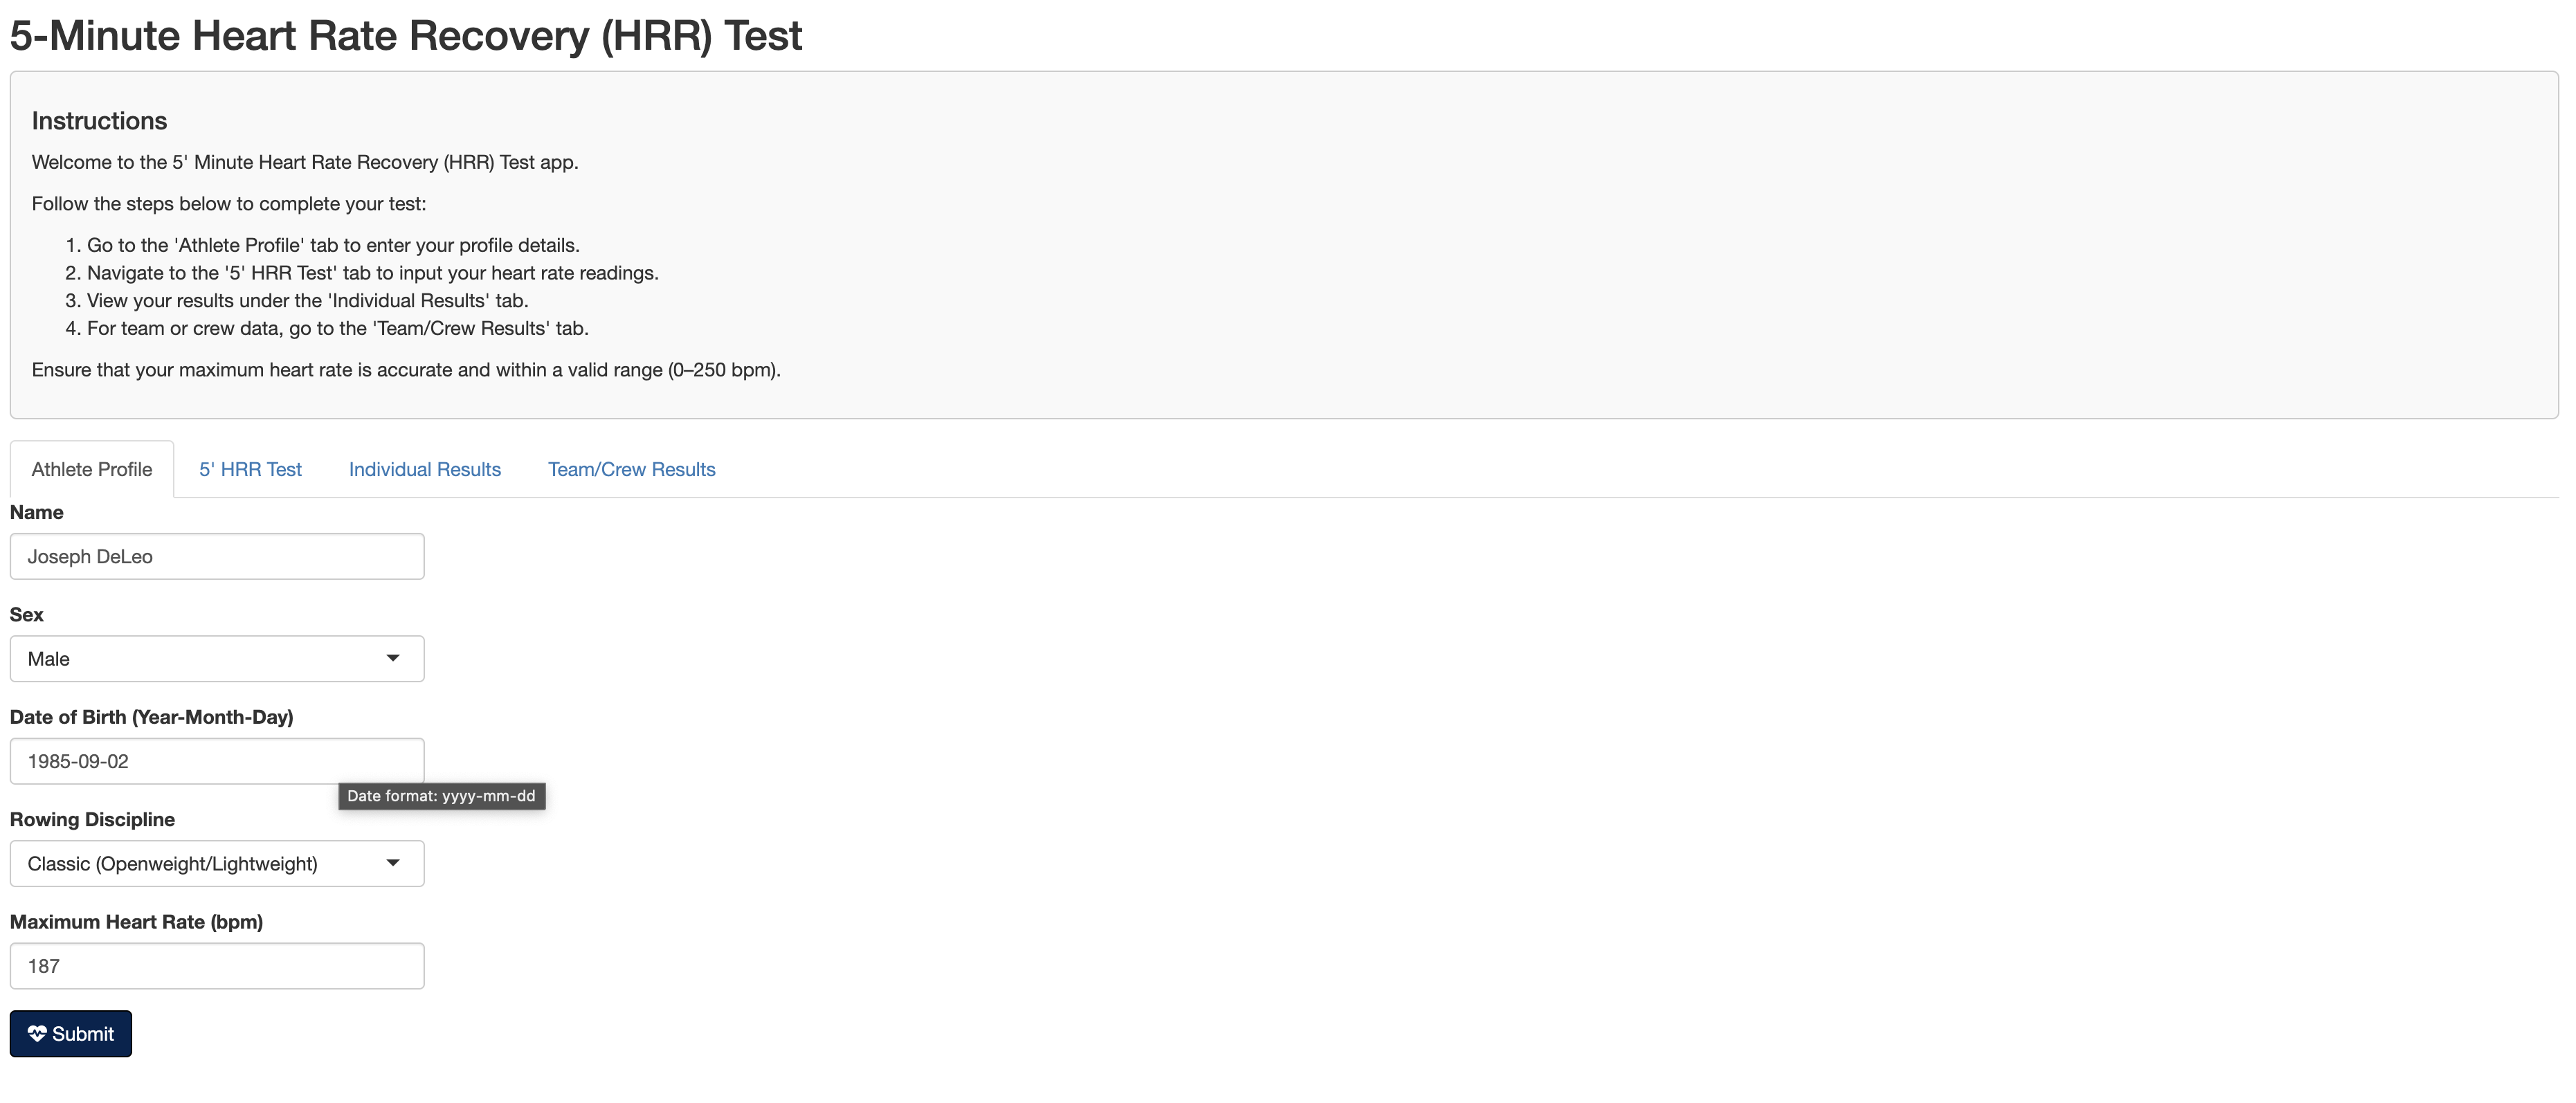 5-Minute Heart Rate Recovery (HRR) Test
Instructions
Welcome to the 5' Minute Heart Rate Recovery (HRR) Test app.
Follow the steps below to complete your test:
1. Go to the 'Athlete Profile' tab to enter your profile details.
2. Navigate to the '5' HRR Test' tab to input your heart rate readings.
3. View your results under the 'Individual Results' tab.
4. For team or crew data, go to the 'Team/Crew Results' tab.
Ensure that your maximum heart rate is accurate and within a valid range (0–250 bpm).
Athlete Profile 5' HRR Test Individual Results Team/Crew Results
Name
Joseph DeLeo
Sex
Male
Date of Birth (Year-Month-Day)
1985-09-02
Date format: yyyy-mm-dd
Rowing Discipline
Classic (Openweight/Lightweight)
Maximum Heart Rate (bpm)
187
Submit